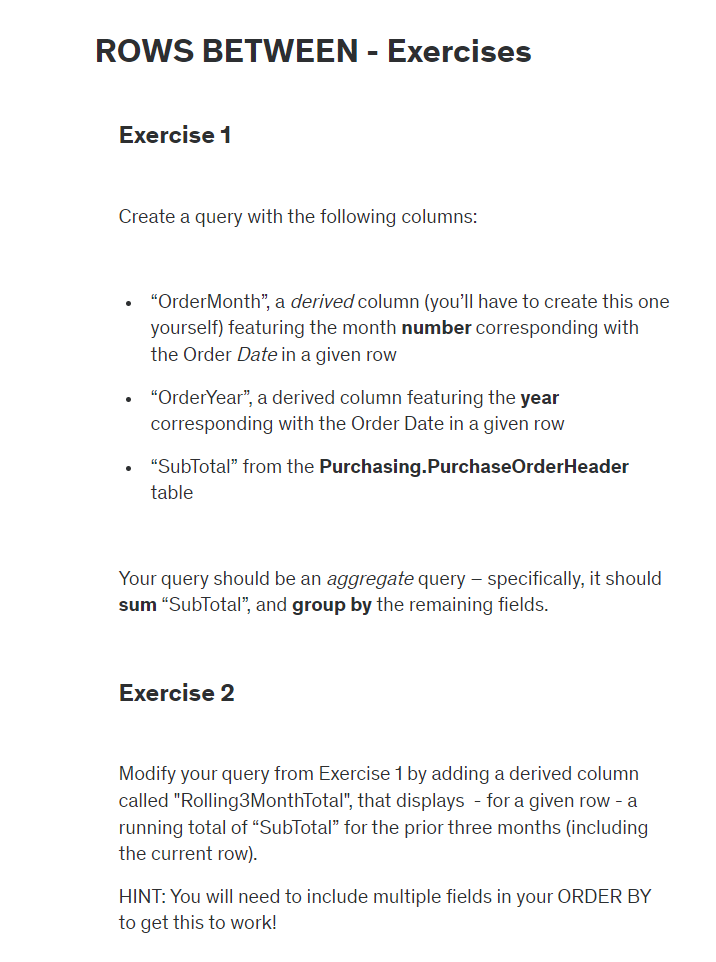 ROWS BETWEEN - Exercises
Exercise 1
Create a query with the following columns:
• “OrderMonth”, a derived column (you’ll have to create this one
yourself) featuring the month number corresponding with
the Order Date in a given row
• “OrderYear”, a derived column featuring the year
corresponding with the Order Date in a given row
• “SubTotal” from the Purchasing.PurchaseOrderHeader
table
Your query should be an aggregate query – specifically, it should
sum “SubTotal”, and group by the remaining fields.
Exercise 2
Modify your query from Exercise 1 by adding a derived column
called "Rolling3MonthTotal", that displays  - for a given row - a
running total of “SubTotal” for the prior three months (including
the current row).
HINT: You will need to include multiple fields in your ORDER BY
to get this to work!